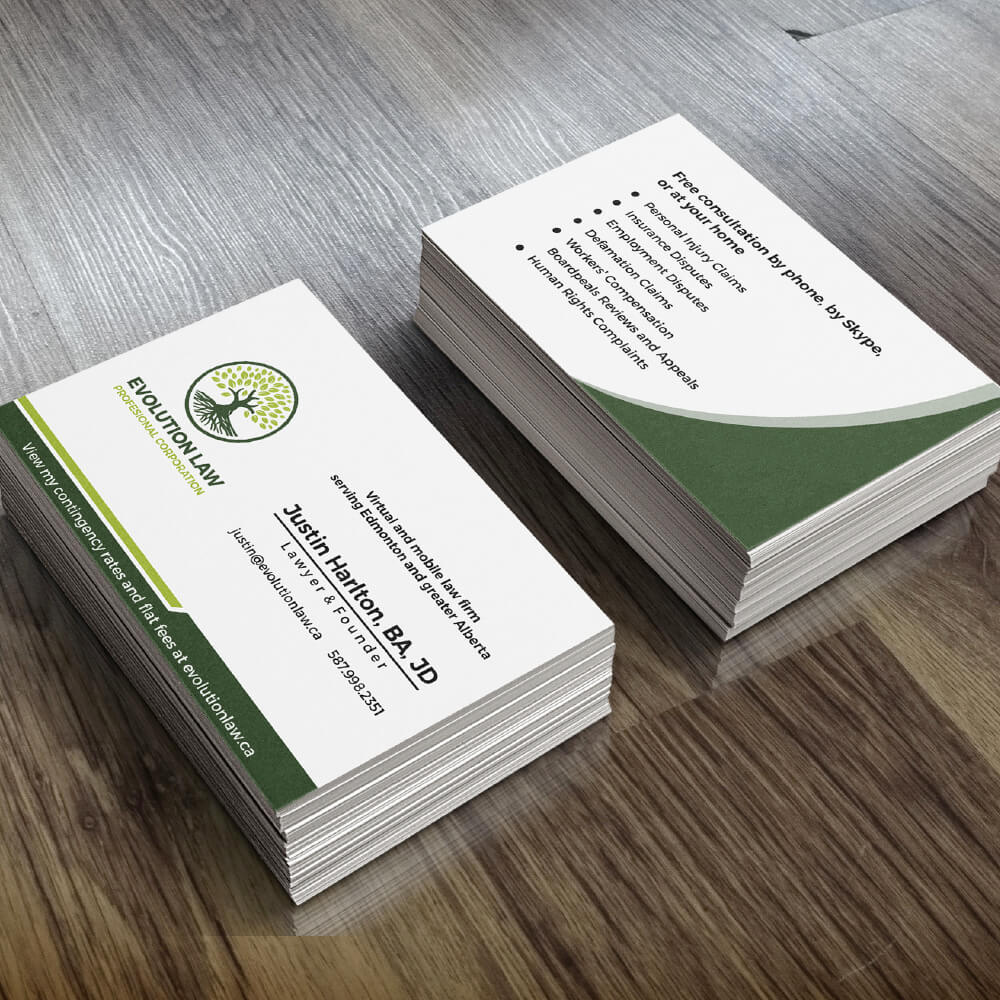 EVOLUTION LAW
PROFESIONAL CORPORATION
Virtual and mobile law firm
serving Edmonton and greater Alberta
Justin Harlton, BA, JD
Lawyer & Founder
justin@evolutionlaw.ca 587.998.2351
View my contingency rates and flat fees at evolutionlaw.ca
Free consultation by phone, by Skype,
or at your home
• Personal Injury Claims
• Insurance Disputes
• Employment Disputes
• Defamation Claims
• Workers' Compensation
Boardpeals Reviews and Appeals
• Human Rights Complaints